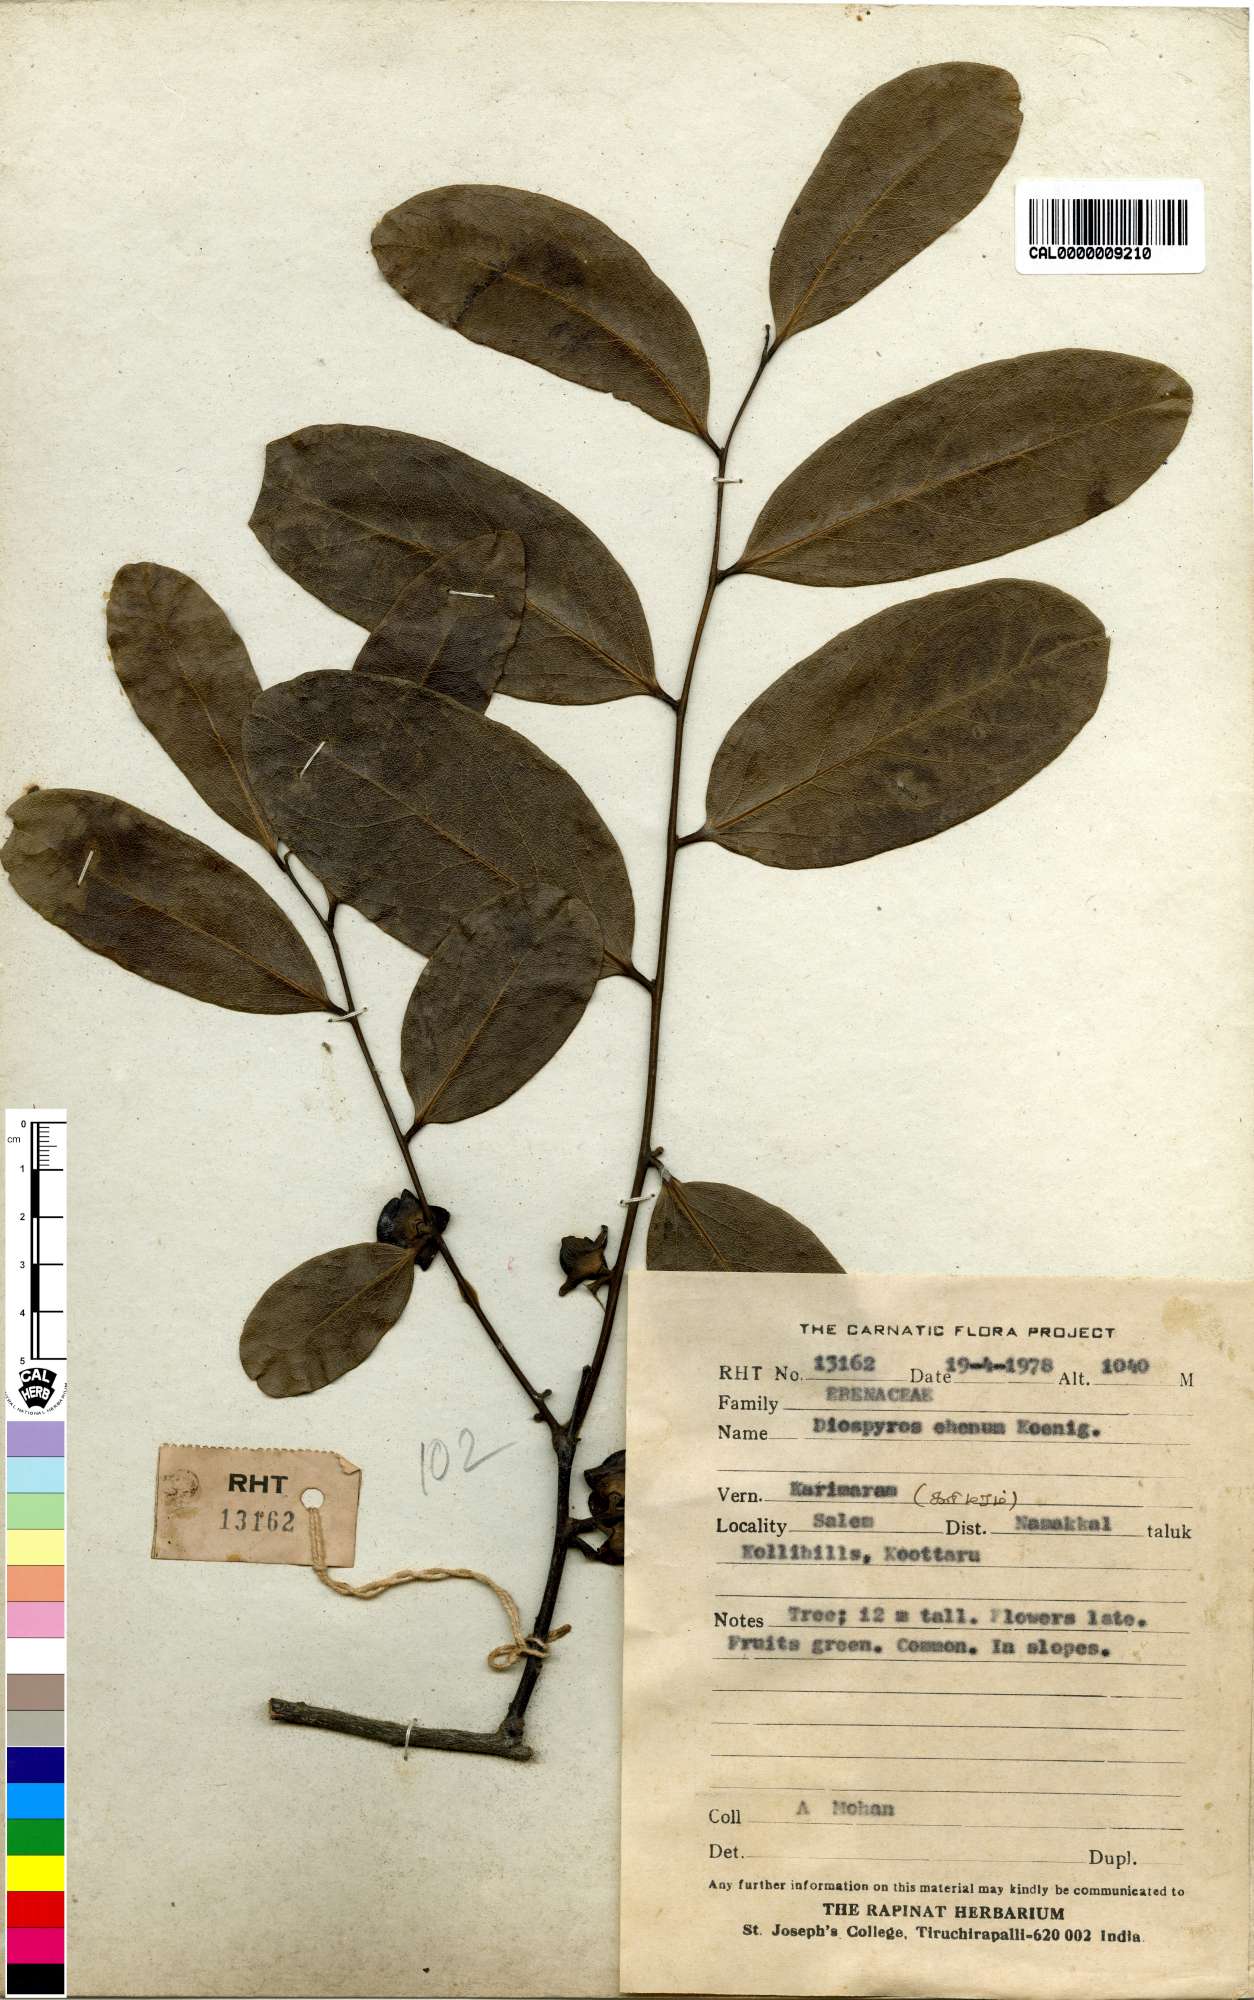 CAL0000009210
0
cm
1
2
3
4
5
CAL
HERB
102
RHT
13162
THE CARNATIC FLORA PROJECT
RHT No. 13162 Date 19-4-1978 Alt. 1040 M
Family EBENACEAE
Name Diospyros ebenum Koenig.
Vern. Karimaram (கரிமரம்)
Locality Salem Dist. Namakkal taluk
Kollihills, Koottaru
Notes Tree; 12 m tall. Flowers late.
Fruits green. Common. In slopes.
Coll A Mohan
Det. Dupl.
Any further information on this material may kindly be communicated to
THE RAPINAT HERBARIUM
St. Joseph's College, Tiruchirapalli-620 002 India.